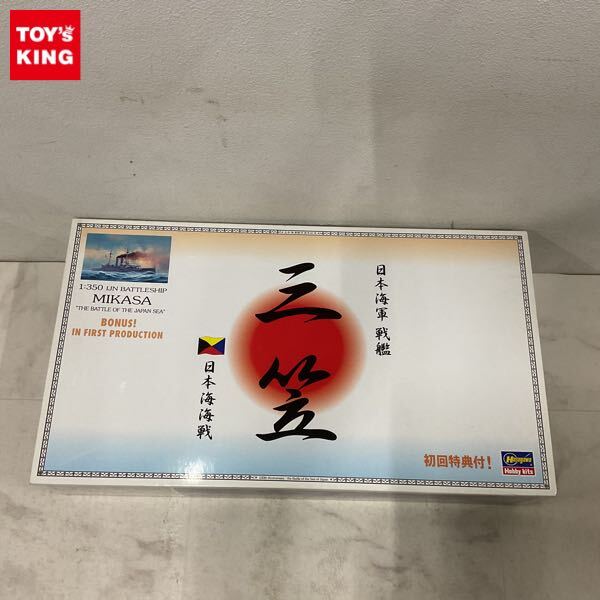 TOY'S
KING
1:350 IJN BATTLESHIP
MIKASA
"THE BATTLE OF THE JAPAN SEA"
BONUS!
IN FIRST PRODUCTION
日本海軍 戦艦
三笠
日本海海戦
初回特典付!
Hasegawa
Hobby kits